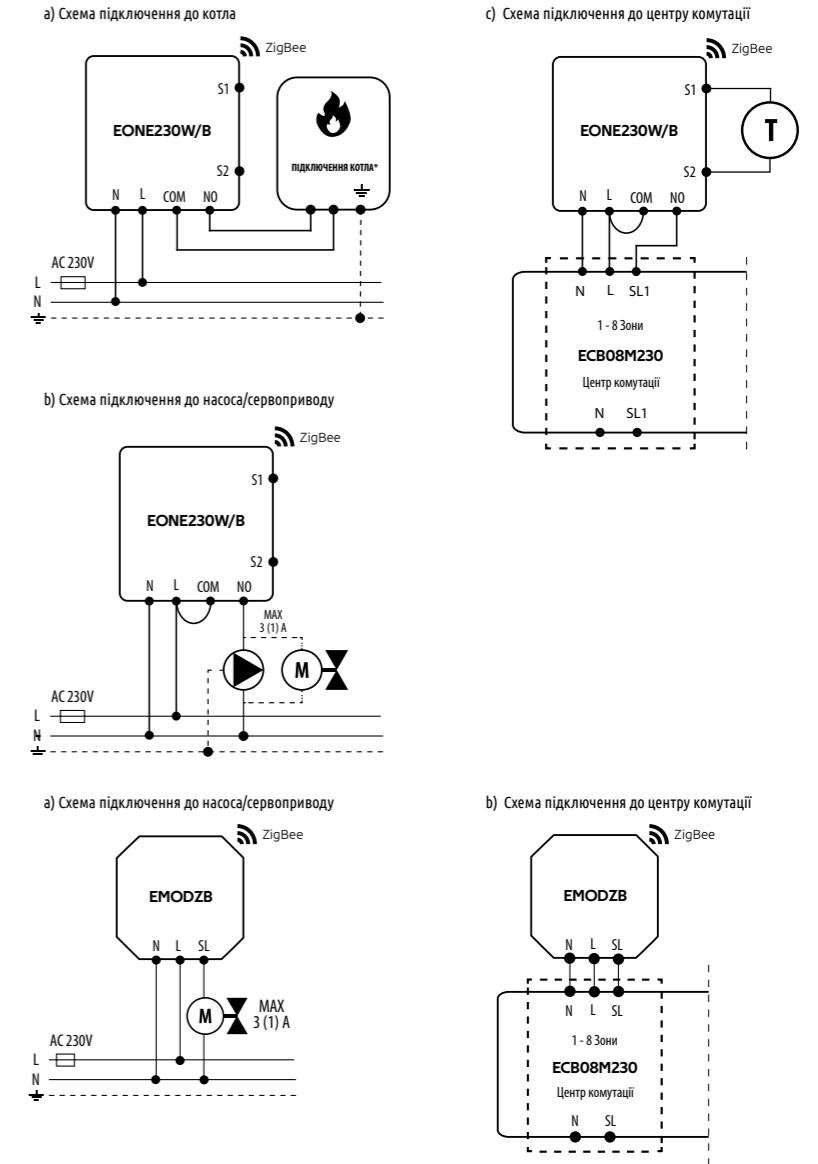 a) Схема підключення до котла
ZigBee
S1
EONE230W/B
S2
N L COM NO
ПІДКЛЮЧЕННЯ КОТЛА*
AC 230V
L
N
c) Схема підключення до центру комутації
ZigBee
S1
EONE230W/B
T
S2
N L COM NO
N L SL1
1 - 8 Зони
ECB08M230
Центр комутації
N SL1
b) Схема підключення до насоса/сервоприводу
ZigBee
S1
EONE230W/B
S2
N L COM NO
MAX
3 (1) A
M
AC 230V
L
N
a) Схема підключення до насоса/сервоприводу
ZigBee
EMODZB
N L SL
M
MAX
3 (1) A
AC 230V
L
N
b) Схема підключення до центру комутації
ZigBee
EMODZB
N L SL
N L SL
1 - 8 Зони
ECB08M230
Центр комутації
N SL